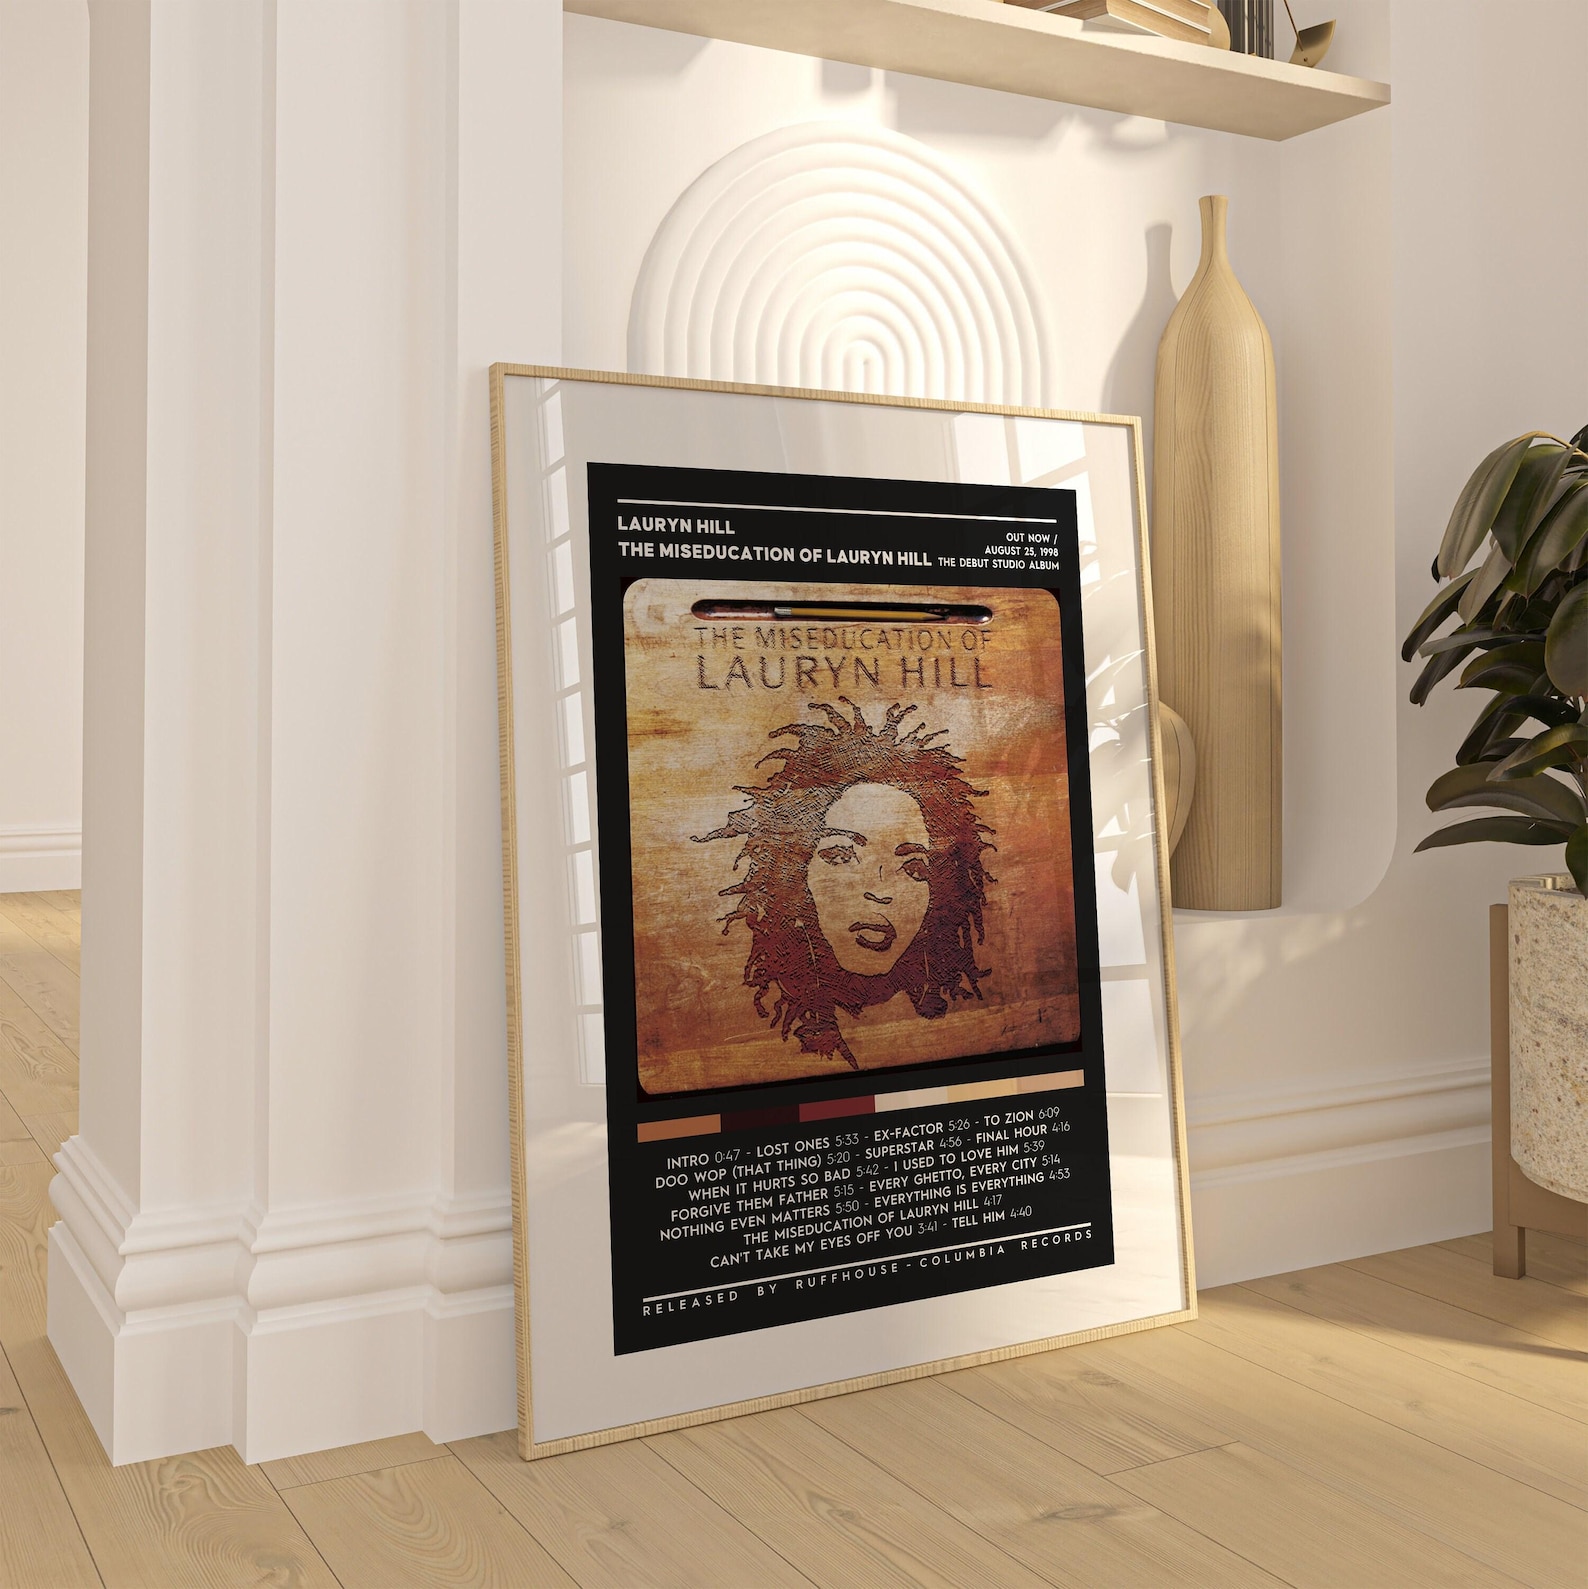 LAURYN HILL
THE MISEDUCATION OF LAURYN HILL
OUT NOW /
AUGUST 25, 1998
THE DEBUT STUDIO ALBUM
THE MISEDUCATION OF
LAURYN HILL
INTRO 0:47 - LOST ONES 5:33 - EX-FACTOR 5:26 - TO ZION 6:09
DOO WOP (THAT THING) 5:20 - SUPERSTAR 4:56 - FINAL HOUR 4:16
WHEN IT HURTS SO BAD 5:42 - I USED TO LOVE HIM 5:39
FORGIVE THEM FATHER 5:15 - EVERY GHETTO, EVERY CITY 5:14
NOTHING EVEN MATTERS 5:50 - EVERYTHING IS EVERYTHING 4:53
THE MISEDUCATION OF LAURYN HILL 4:17
CAN'T TAKE MY EYES OFF YOU 3:41 - TELL HIM 4:40
RELEASED BY RUFFHOUSE - COLUMBIA RECORDS